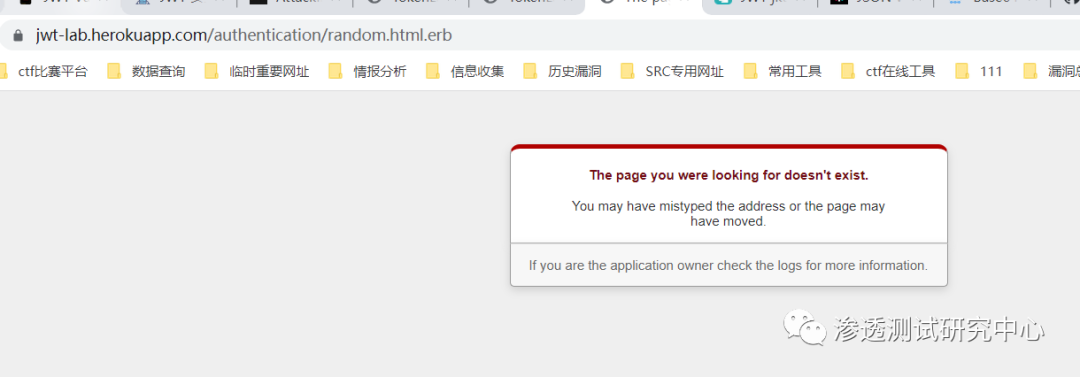 jwt-lab.herokuapp.com/authentication/random.html.erb
ctf比赛平台 数据查询 临时重要网址 情报分析 信息收集 历史漏洞 SRC专用网址 常用工具 ctf在线工具 111
The page you were looking for doesn't exist.
You may have mistyped the address or the page may
have moved.
If you are the application owner check the logs for more information.
渗透测试研究中心